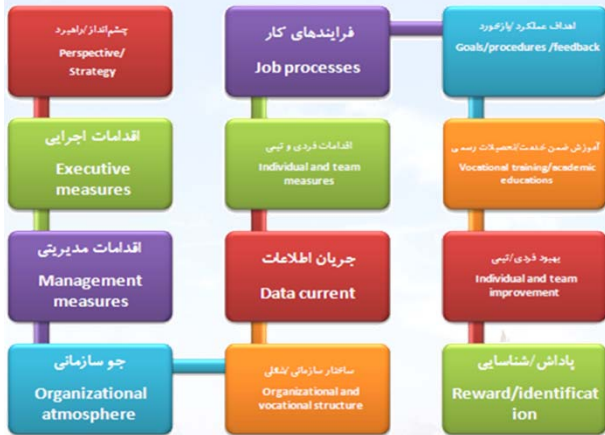 چشم‌انداز/راهبرد
Perspective/
Strategy
اقدامات اجرایی
Executive
measures
اقدامات مدیریتی
Management
measures
جو سازمانی
Organizational
atmosphere
ساختار سازمانی/شغلی
Organizational and
vocational structure
جریان اطلاعات
Data current
اقدامات فردی و تیمی
Individual and team
measures
فرایندهای کار
Job processes
اهداف عملکرد/بازخورد
Goals/procedures /feedback
آموزش ضمن خدمت/تحصیلات رسمی
Vocational training/academic
educations
بهبود فردی/تیمی
Individual and team
improvement
پاداش/شناسایی
Reward/identificat
ion